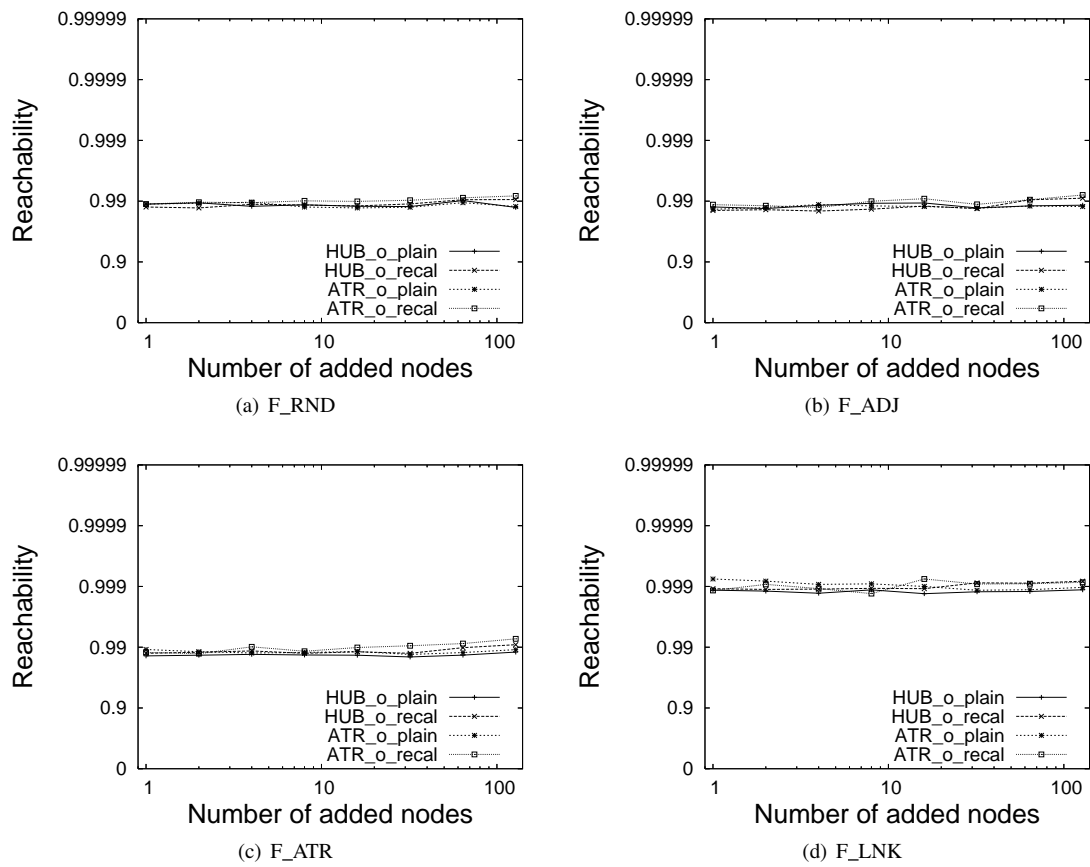 0.99999
0.9999
0.999
0.99
0.9
0
Reachability
HUB_o_plain
HUB_o_recal
ATR_o_plain
ATR_o_recal
1 10 100
Number of added nodes
(a) F_RND
0.99999
0.9999
0.999
0.99
0.9
0
Reachability
HUB_o_plain
HUB_o_recal
ATR_o_plain
ATR_o_recal
1 10 100
Number of added nodes
(b) F_ADJ
0.99999
0.9999
0.999
0.99
0.9
0
Reachability
HUB_o_plain
HUB_o_recal
ATR_o_plain
ATR_o_recal
1 10 100
Number of added nodes
(c) F_ATR
0.99999
0.9999
0.999
0.99
0.9
0
Reachability
HUB_o_plain
HUB_o_recal
ATR_o_plain
ATR_o_recal
1 10 100
Number of added nodes
(d) F_LNK